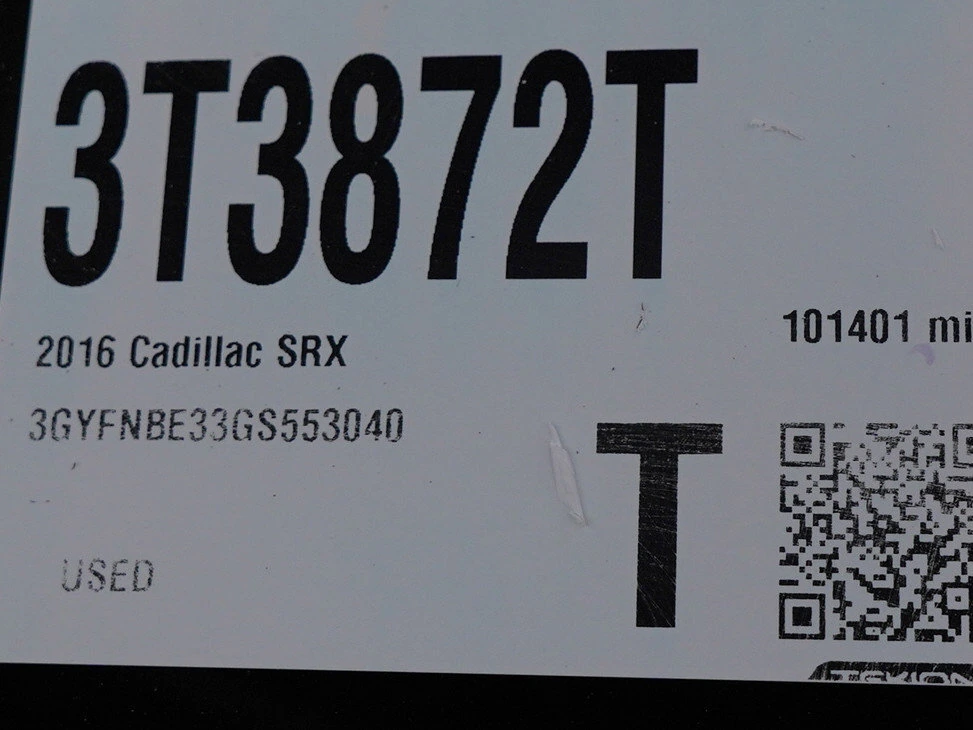 3T3872T
2016 Cadillac SRX
101401 mi
3GYFNBE33GS553040
T
USED